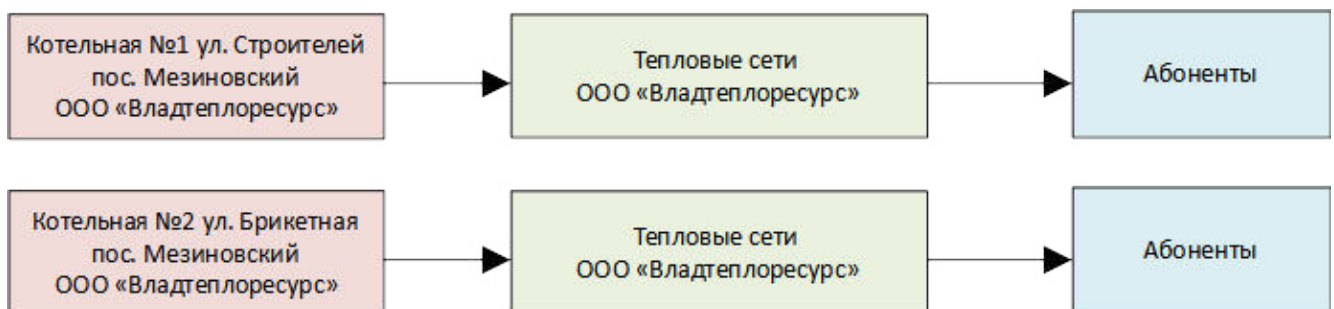 Котельная №1 ул. Строителей
пос. Мезиновский
ООО «Владтеплоресурс»
Тепловые сети
ООО «Владтеплоресурс»
Абоненты
Котельная №2 ул. Брикетная
пос. Мезиновский
ООО «Владтеплоресурс»
Тепловые сети
ООО «Владтеплоресурс»
Абоненты